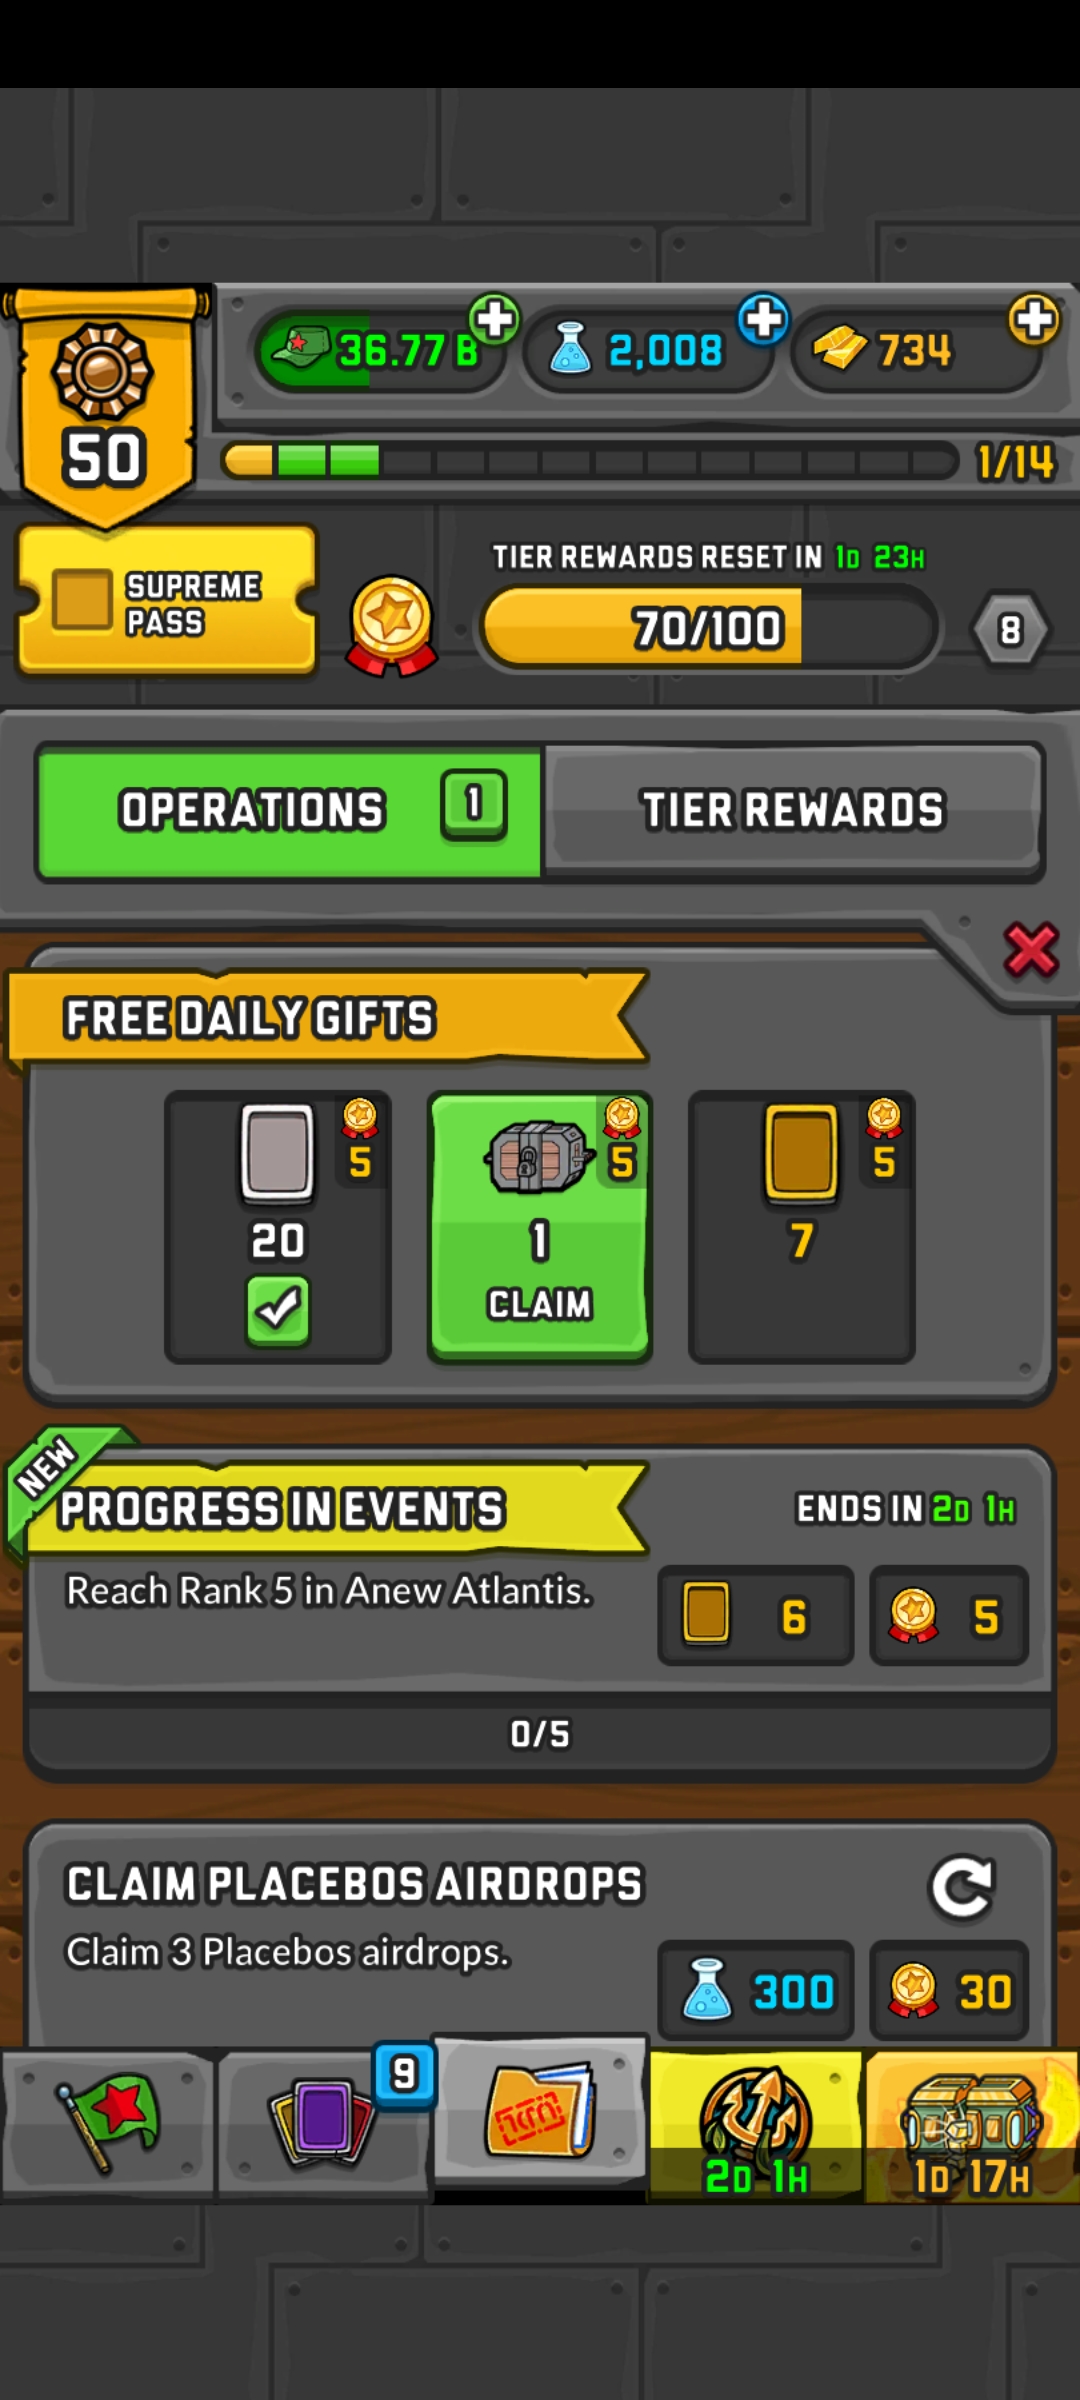 36.77 B
2,008
734
50
1/14
SUPREME
PASS
TIER REWARDS RESET IN 1D 23H
70/100
8
OPERATIONS
1
TIER REWARDS
FREE DAILY GIFTS
5
20
5
1
CLAIM
5
7
NEW
PROGRESS IN EVENTS
ENDS IN 2D 1H
Reach Rank 5 in Anew Atlantis.
6
5
0/5
CLAIM PLACEBOS AIRDROPS
Claim 3 Placebos airdrops.
300
30
9
2D 1H
1D 17H